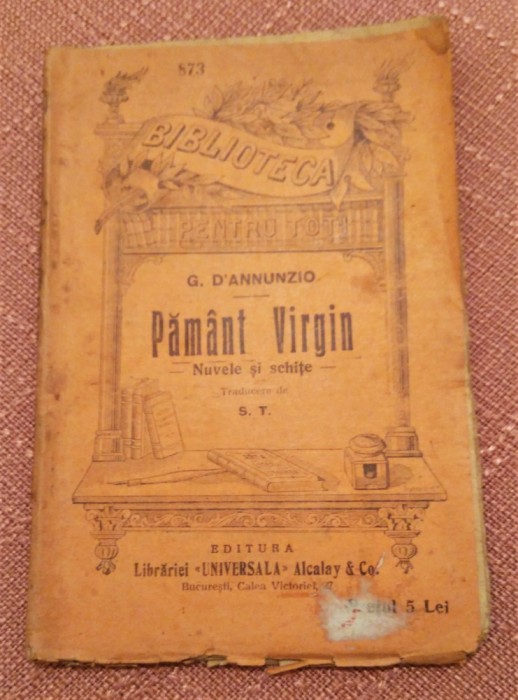 873
BIBLIOTECA
PENTRU TOȚI
G. D'ANNUNZIO
Pământ Virgin
— Nuvele și schițe —
Traducere de
S. T.
EDITURA
Librăriei «UNIVERSALA» Alcalay & Co.
București, Calea Victoriei,
5 Lei